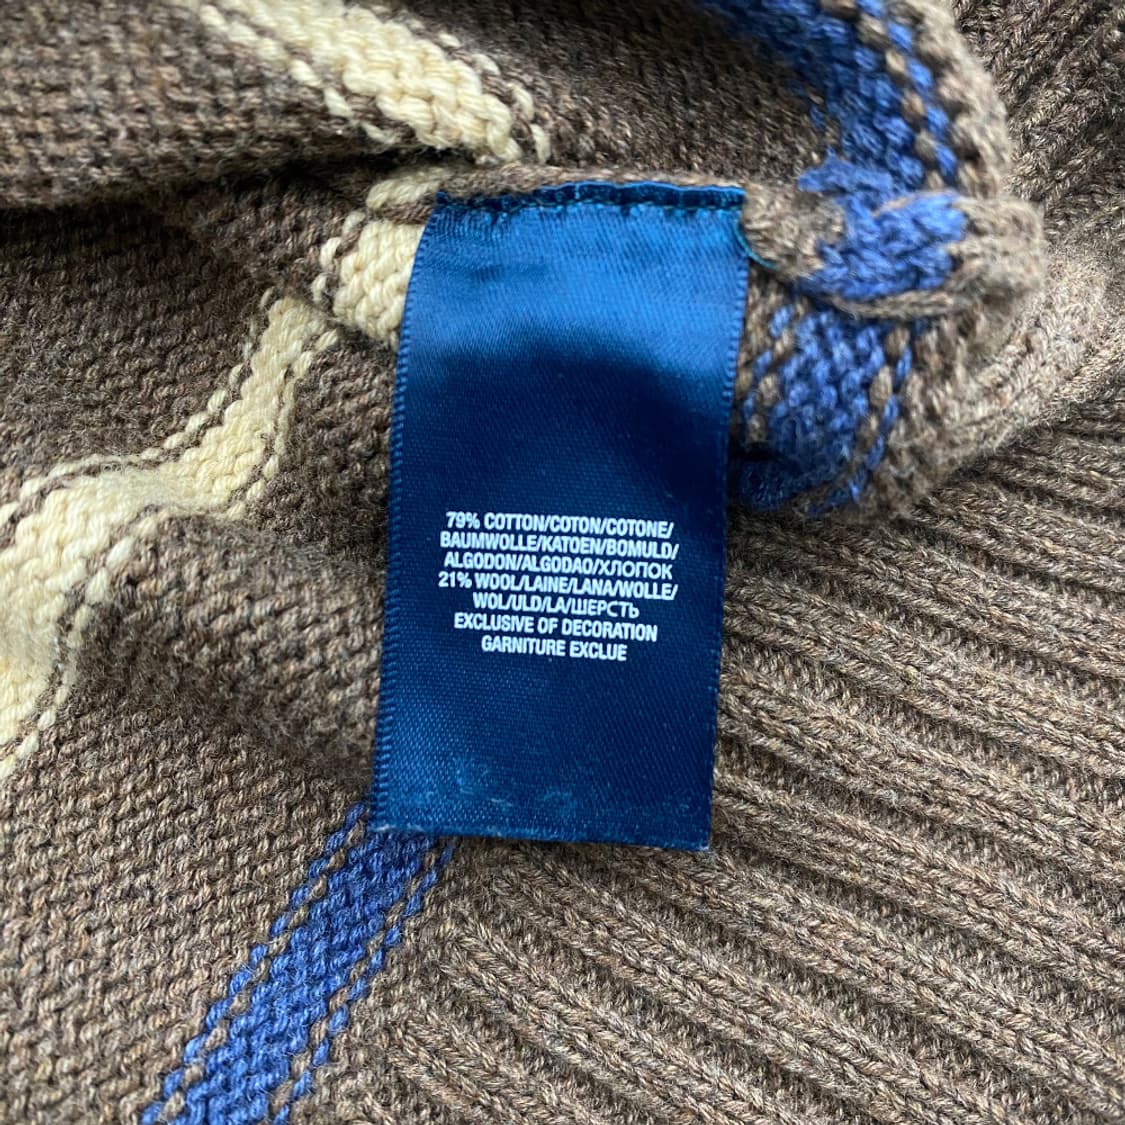 79% COTTON/COTON/COTONE/
BAUMWOLLE/KATOEN/BOMULD/
ALGODON/ALGODAO/ХЛОПОК
21% WOOL/LAINE/LANA/WOLLE/
WOL/ULD/LA/ШЕРСТЬ
EXCLUSIVE OF DECORATION
GARNITURE EXCLUE